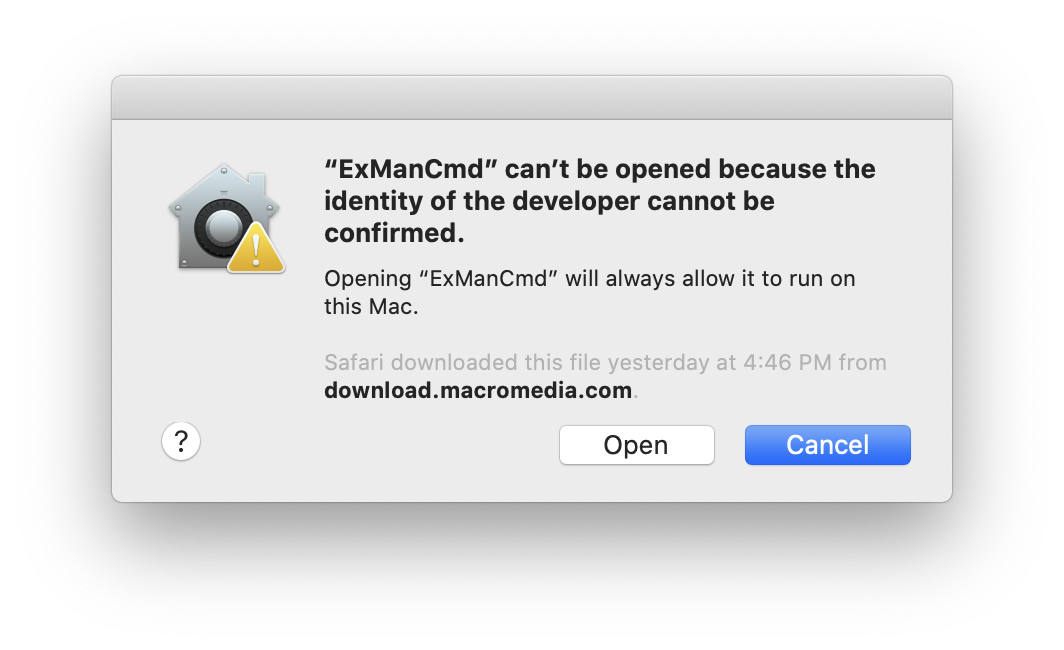 “ExManCmd” can’t be opened because the
identity of the developer cannot be
confirmed.
Opening “ExManCmd” will always allow it to run on
this Mac.
Safari downloaded this file yesterday at 4:46 PM from
download.macromedia.com.
?
Open
Cancel